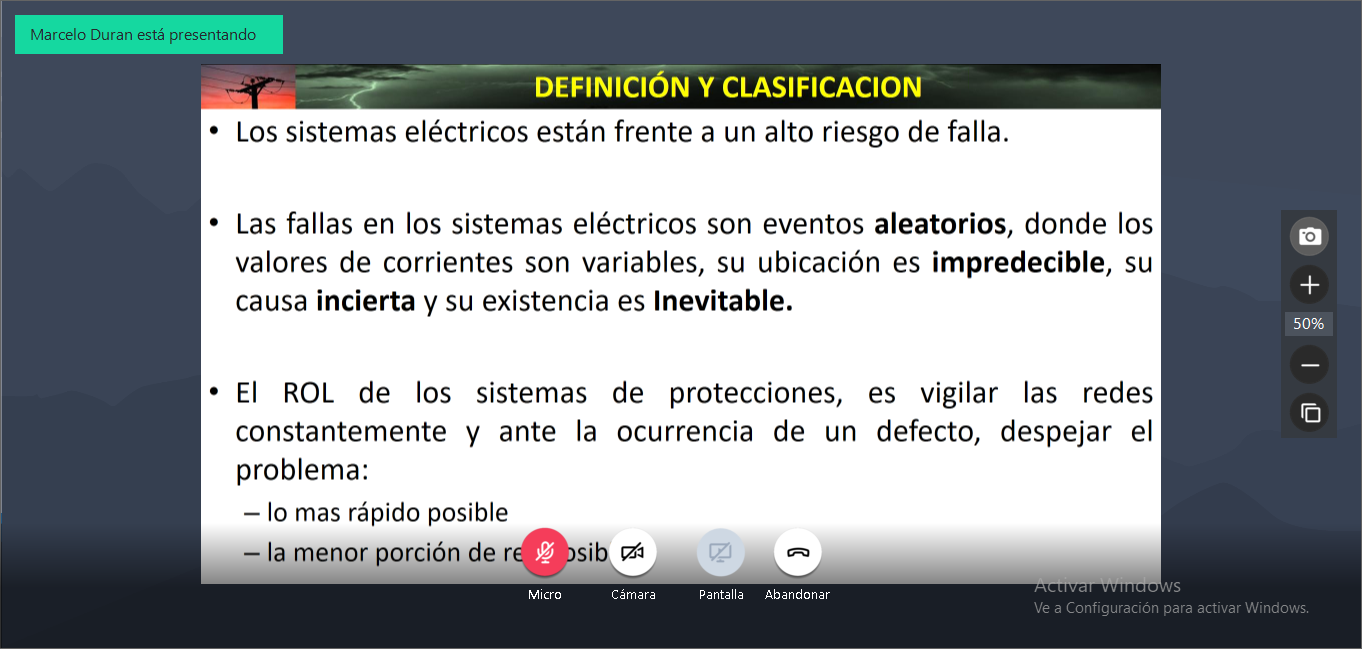 Marcelo Duran está presentando
DEFINICIÓN Y CLASIFICACION
• Los sistemas eléctricos están frente a un alto riesgo de falla.
• Las fallas en los sistemas eléctricos son eventos aleatorios, donde los
valores de corrientes son variables, su ubicación es impredecible, su
causa incierta y su existencia es Inevitable.
• El ROL de los sistemas de protecciones, es vigilar las redes
constantemente y ante la ocurrencia de un defecto, despejar el
problema:
– lo mas rápido posible
– la menor porción de
50%
Micro
Cámara
Pantalla
Abandonar
Activar Windows
Ve a Configuración para activar Windows.